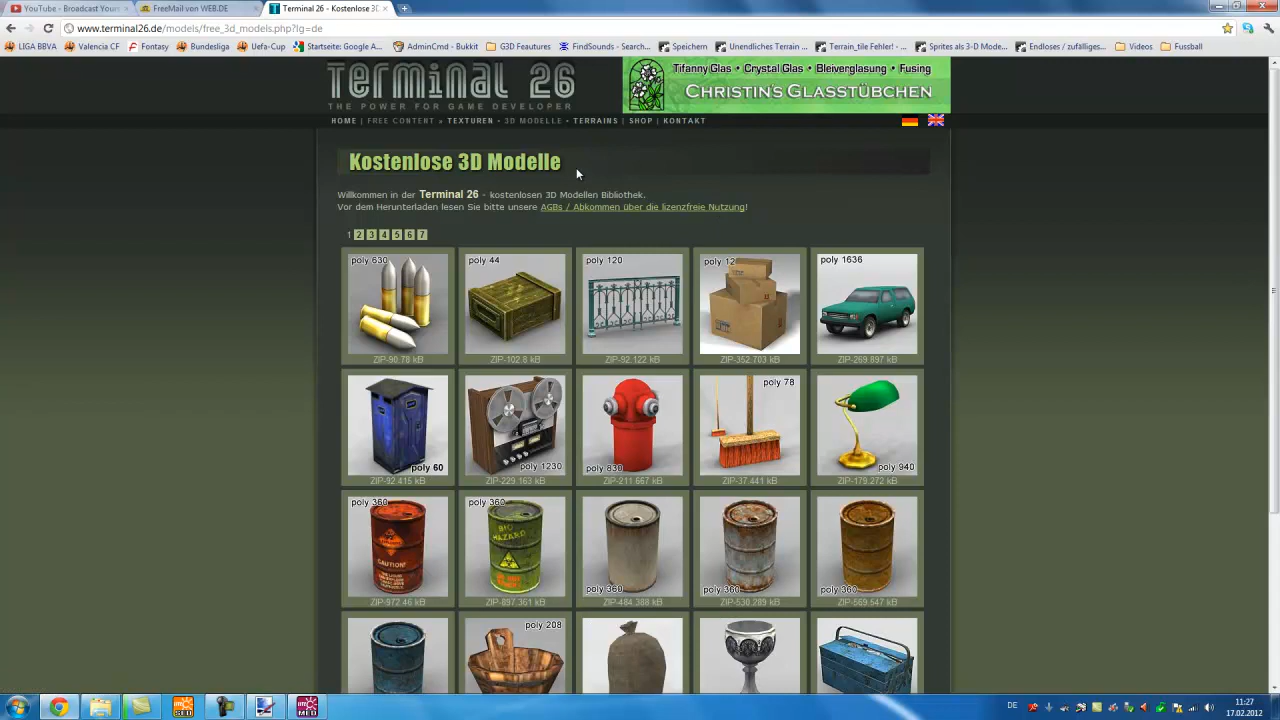 YouTube - Broadcast Yours
FreeMail von WEB.DE
Terminal 26 - Kostenlose 3D
www.terminal26.de/models/free_3d_models.php?lg=de
LIGA BBVA
Valencia CF
Fantasy
Bundesliga
Uefa-Cup
Startseite: Google A...
AdminCmd - Bukkit
G3D Feautures
FindSounds - Search...
Speichern
Unendliches Terrain ...
Terrain_tile Fehler! -...
Sprites als 3-D Mode...
Endloses / zufälliges...
Videos
Fussball
Terminal 26
THE POWER FOR GAME DEVELOPER
Tifanny Glas • Crystal Glas • Bleiverglasung • Fusing
CHRISTIN'S GLASSTÜBCHEN
HOME | FREE CONTENT » TEXTUREN • 3D MODELLE • TERRAINS | SHOP | KONTAKT
Kostenlose 3D Modelle
Willkommen in der Terminal 26 - kostenlosen 3D Modellen Bibliothek.
Vor dem Herunterladen lesen Sie bitte unsere AGBs / Abkommen über die lizenzfreie Nutzung!
1 2 3 4 5 6 7
poly 630
poly 44
poly 120
poly 12
poly 1636
ZIP-90.78 kB
ZIP-102.8 kB
ZIP-92.122 kB
ZIP-352.703 kB
ZIP-269.897 kB
poly 60
poly 1230
poly 830
poly 78
poly 940
ZIP-92.415 kB
ZIP-229.163 kB
ZIP-211.667 kB
ZIP-37.441 kB
ZIP-179.272 kB
poly 360
CAUTION!
poly 360
BIO
HAZARD
poly 360
poly 360
poly 360
ZIP-972.46 kB
ZIP-897.361 kB
ZIP-484.388 kB
ZIP-530.289 kB
ZIP-569.547 kB
poly 208
DE
11:27
17.02.2012